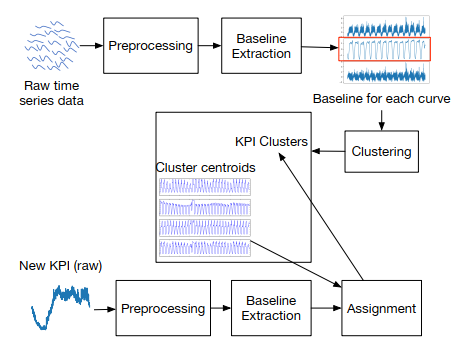 Preprocessing
Baseline
Extraction
Raw time
series data
Baseline for each curve
KPI Clusters
Clustering
Cluster centroids
New KPI (raw)
Preprocessing
Baseline
Extraction
Assignment